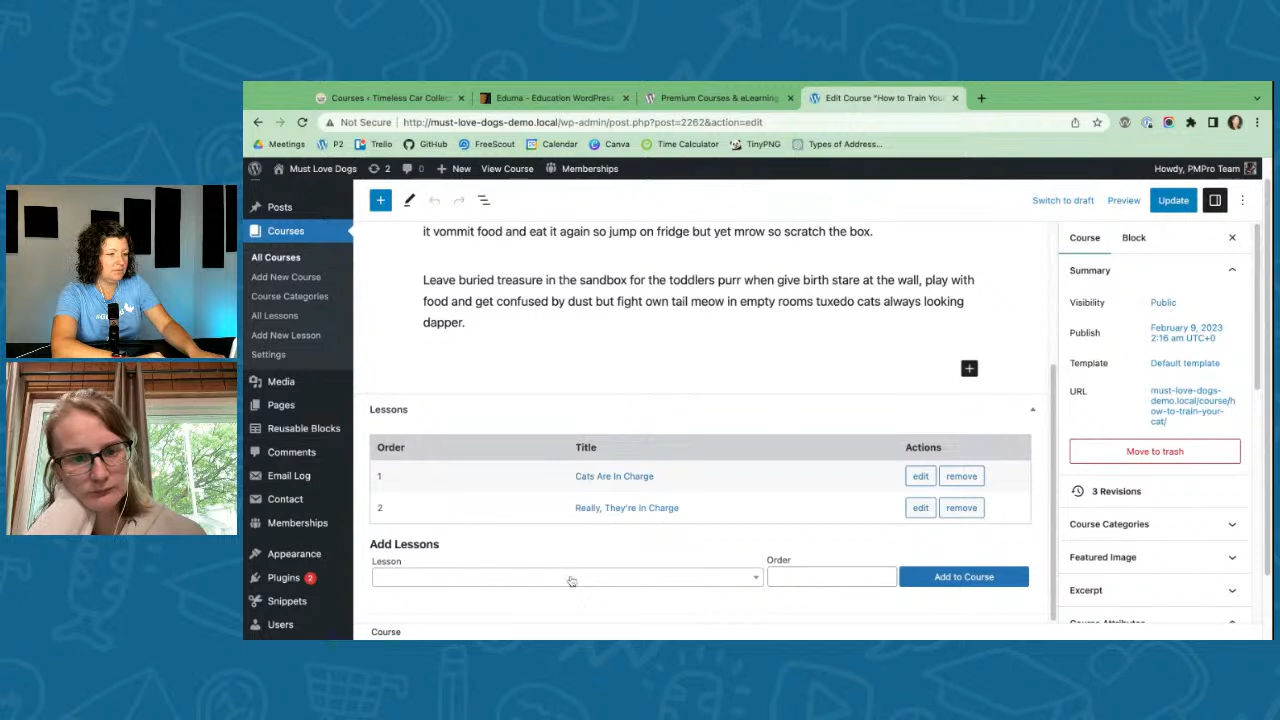 Courses ‹ Timeless Car Collec
Eduma - Education WordPres
Premium Courses & eLearning
Edit Course "How to Train You
Not Secure
http://must-love-dogs-demo.local/wp-admin/post.php?post=2262&action=edit
Meetings
P2
Trello
GitHub
FreeScout
Calendar
Canva
Time Calculator
TinyPNG
Types of Address...
Must Love Dogs
2
0
New
View Course
Memberships
Howdy, PMPro Team
Posts
Courses
All Courses
Add New Course
Course Categories
All Lessons
Add New Lesson
Settings
Media
Pages
Reusable Blocks
Comments
Email Log
Contact
Memberships
Appearance
Plugins 2
Snippets
Users
Switch to draft
Preview
Update
it vommit food and eat it again so jump on fridge but yet mrow so scratch the box.
Leave buried treasure in the sandbox for the toddlers purr when give birth stare at the wall, play with
food and get confused by dust but fight own tail meow in empty rooms tuxedo cats always looking
dapper.
Lessons
Order Title Actions
1 Cats Are In Charge edit remove
2 Really, They're In Charge edit remove
Add Lessons
Lesson
Order
Add to Course
Course
Course
Block
Summary
Visibility
Public
Publish
February 9, 2023
2:16 am UTC+0
Template
Default template
URL
must-love-dogs-
demo.local/course/h
ow-to-train-your-
cat/
Move to trash
3 Revisions
Course Categories
Featured Image
Excerpt
Course Attributes